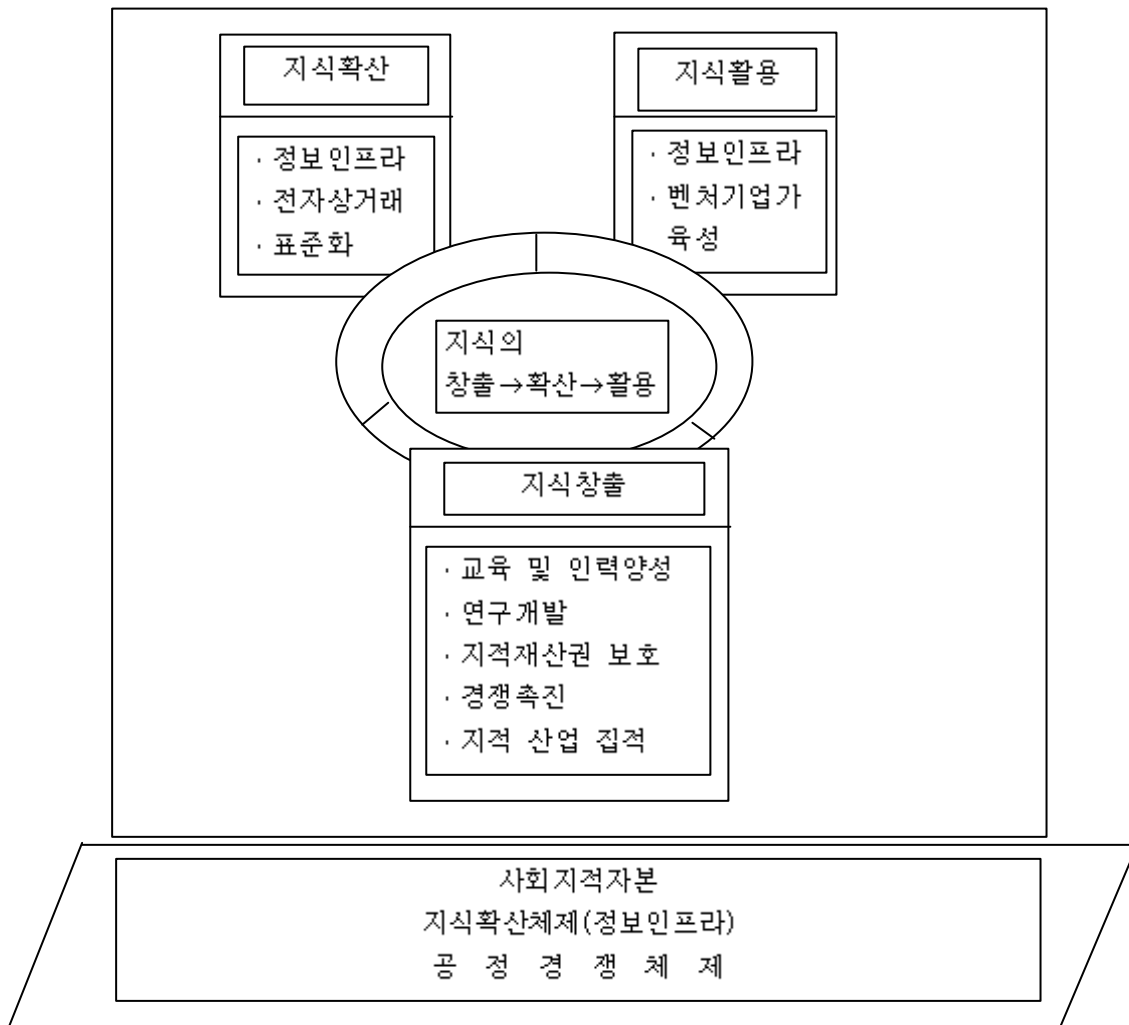 지식확산
· 정보인프라
· 전자상거래
· 표준화
지식활용
· 정보인프라
· 벤처기업가
육성
지식의
창출→확산→활용
지식창출
· 교육 및 인력양성
· 연구개발
· 지적재산권 보호
· 경쟁촉진
· 지적 산업 집적
사회지적자본
지식확산체제(정보인프라)
공 정 경 쟁 체 제